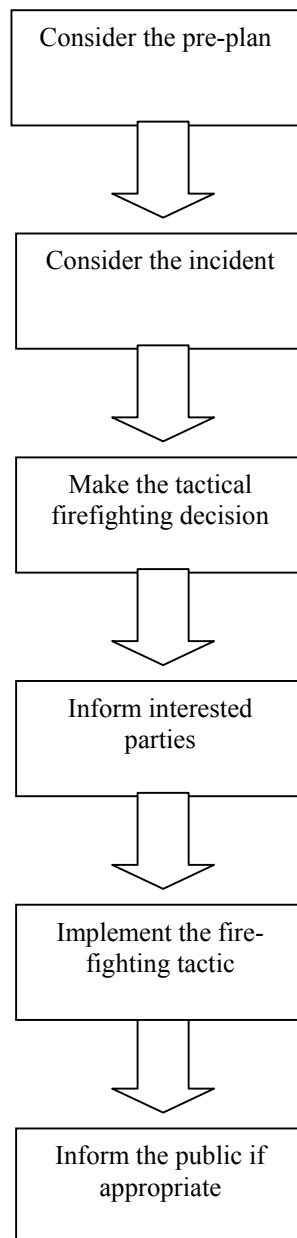 Consider the pre-plan
Consider the incident
Make the tactical
firefighting decision
Inform interested
parties
Implement the fire-
fighting tactic
Inform the public if
appropriate